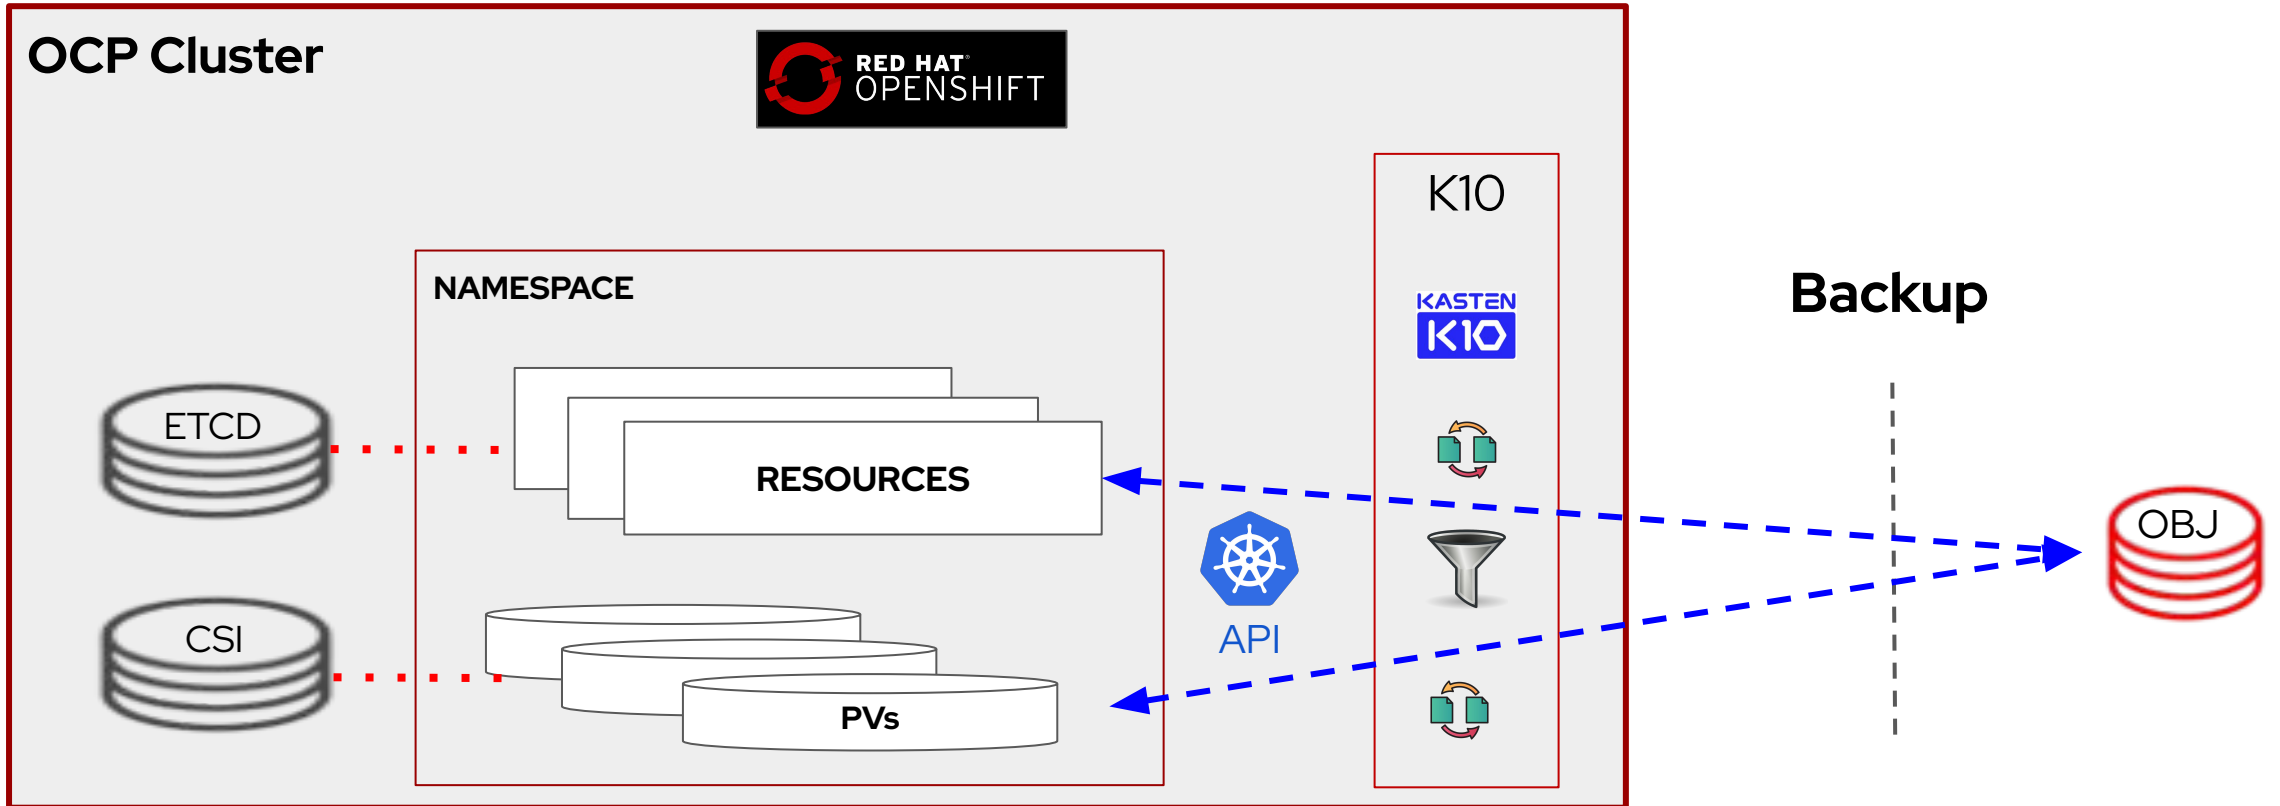 OCP Cluster
RED HAT®
OPENSHIFT
K10
NAMESPACE
KASTEN
K10
Backup
ETCD
RESOURCES
OBJ
CSI
API
PVs